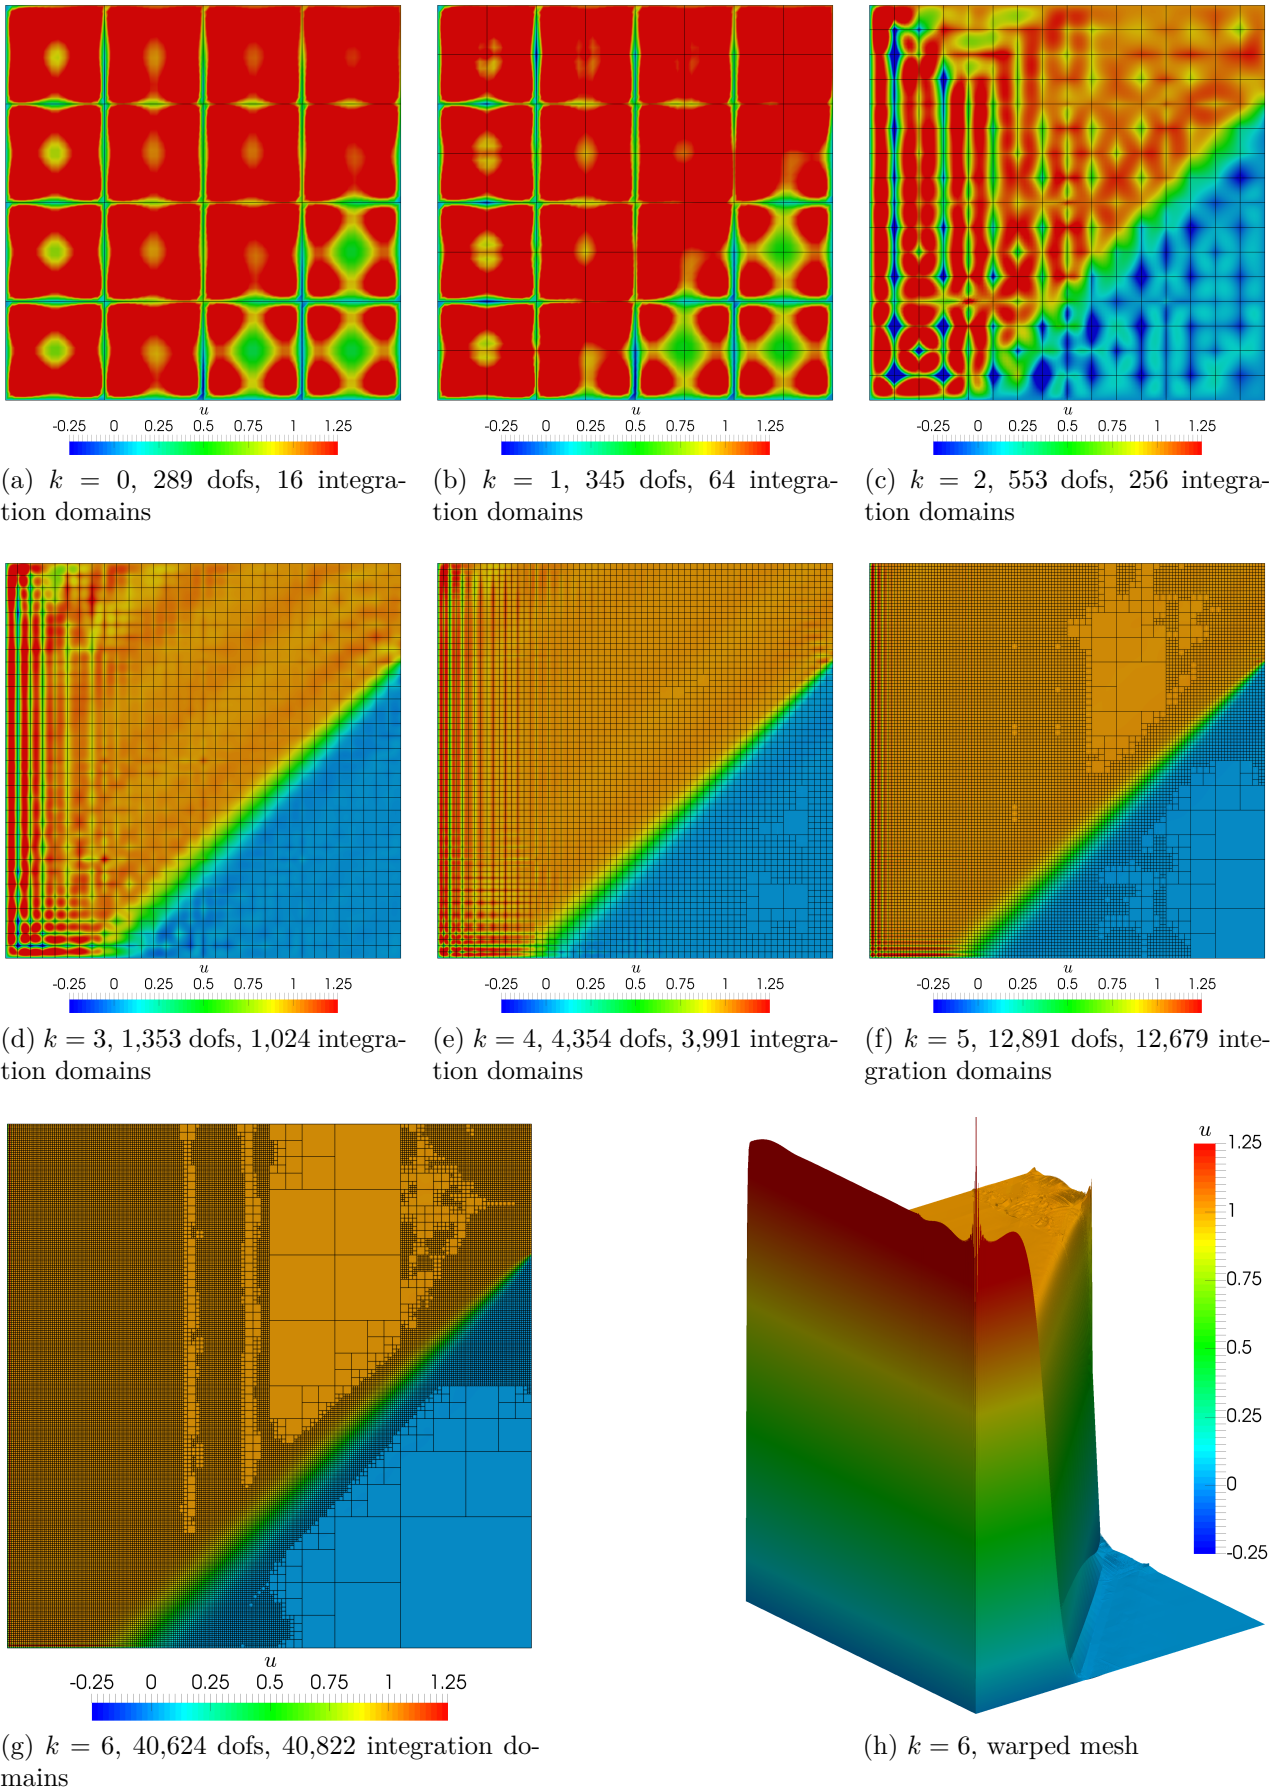 u
-0.25 0 0.25 0.5 0.75 1 1.25
u
-0.25 0 0.25 0.5 0.75 1 1.25
u
-0.25 0 0.25 0.5 0.75 1 1.25
(a) k = 0, 289 dofs, 16 integra-
tion domains
(b) k = 1, 345 dofs, 64 integra-
tion domains
(c) k = 2, 553 dofs, 256 integra-
tion domains
u
-0.25 0 0.25 0.5 0.75 1 1.25
u
-0.25 0 0.25 0.5 0.75 1 1.25
u
-0.25 0 0.25 0.5 0.75 1 1.25
(d) k = 3, 1,353 dofs, 1,024 integra-
tion domains
(e) k = 4, 4,354 dofs, 3,991 integra-
tion domains
(f) k = 5, 12,891 dofs, 12,679 inte-
gration domains
u
-0.25 0 0.25 0.5 0.75 1 1.25
u
1.25
1
0.75
0.5
0.25
0
-0.25
(g) k = 6, 40,624 dofs, 40,822 integration do-
mains
(h) k = 6, warped mesh